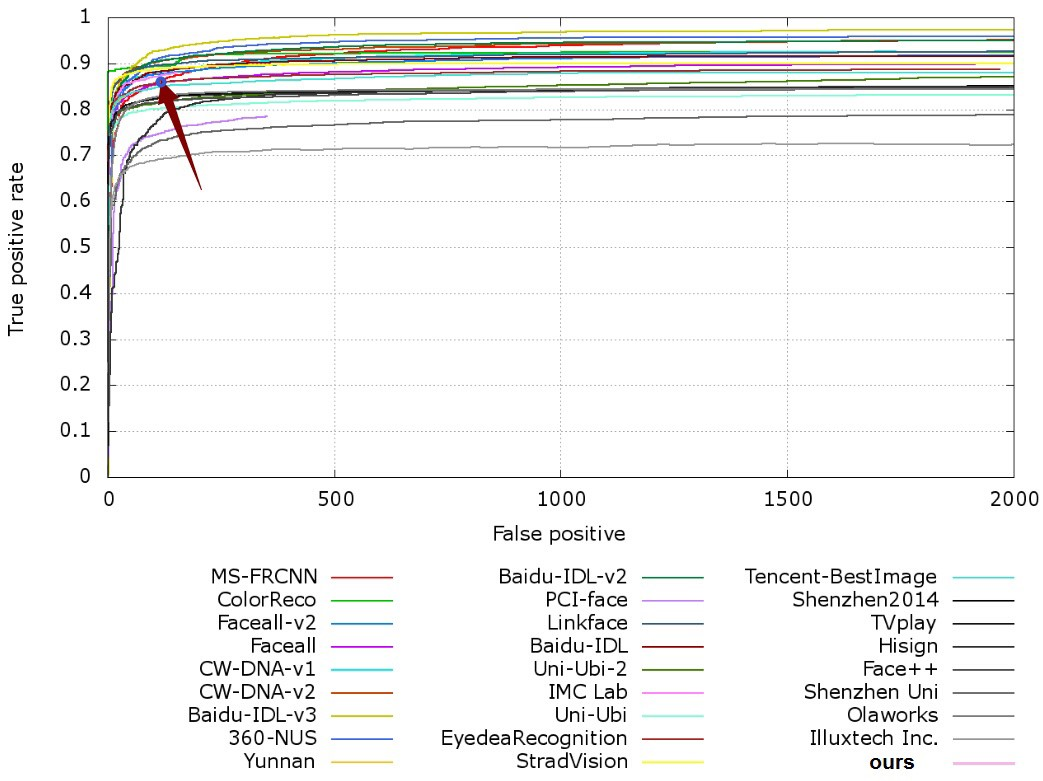 1
0.9
0.8
0.7
0.6
0.5
0.4
0.3
0.2
0.1
0
True positive rate
0 500 1000 1500 2000
False positive
MS-FRCNN Baidu-IDL-v2 Tencent-BestImage
ColorReco PCI-face Shenzhen2014
Faceall-v2 Linkface TVplay
Faceall Baidu-IDL Hisign
CW-DNA-v1 Uni-Ubi-2 Face++
CW-DNA-v2 IMC Lab Shenzhen Uni
Baidu-IDL-v3 Uni-Ubi Olaworks
360-NUS EyedeaRecognition Illuxtech Inc.
Yunnan StradVision ours